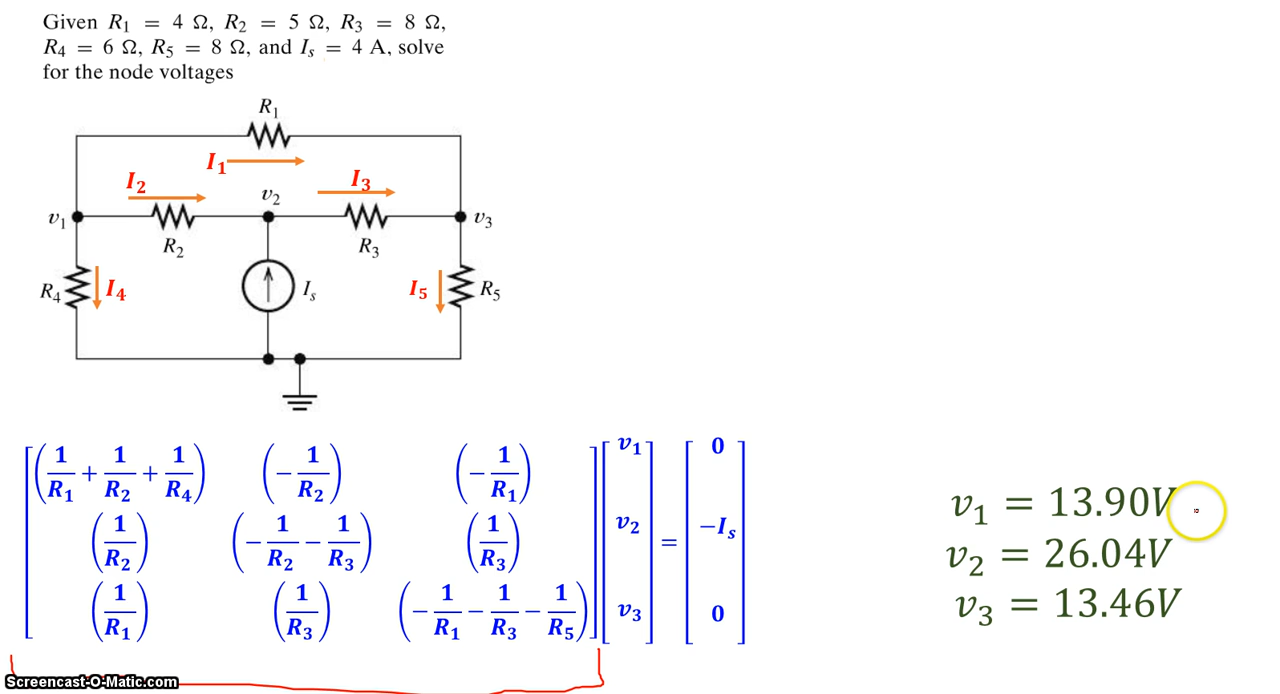 Given R₁ = 4 Ω, R₂ = 5 Ω, R₃ = 8 Ω,
R₄ = 6 Ω, R₅ = 8 Ω, and Iₛ = 4 A, solve
for the node voltages
R₁
I₁
I₂
I₃
v₂
v₁
v₃
R₂
R₃
R₄
I₄
Iₛ
I₅
R₅
[(1/R₁ + 1/R₂ + 1/R₄) (−1/R₂) (−1/R₁)] [v₁] [0]
(1/R₂) (−1/R₂ − 1/R₃) (1/R₃) v₂ = −Iₛ
(1/R₁) (1/R₃) (−1/R₁ − 1/R₃ − 1/R₅) v₃ 0
v₁ = 13.90V
v₂ = 26.04V
v₃ = 13.46V
Screencast-O-Matic.com